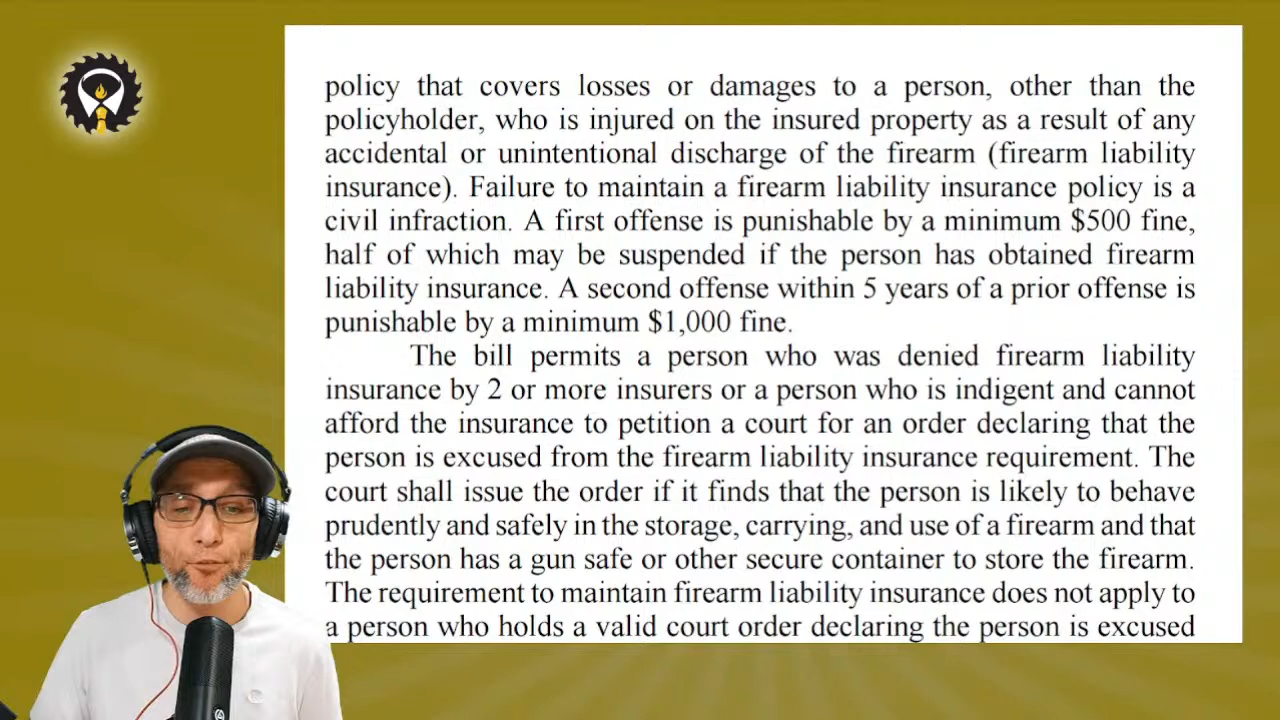 policy that covers losses or damages to a person, other than the
policyholder, who is injured on the insured property as a result of any
accidental or unintentional discharge of the firearm (firearm liability
insurance). Failure to maintain a firearm liability insurance policy is a
civil infraction. A first offense is punishable by a minimum $500 fine,
half of which may be suspended if the person has obtained firearm
liability insurance. A second offense within 5 years of a prior offense is
punishable by a minimum $1,000 fine.
The bill permits a person who was denied firearm liability
insurance by 2 or more insurers or a person who is indigent and cannot
afford the insurance to petition a court for an order declaring that the
person is excused from the firearm liability insurance requirement. The
court shall issue the order if it finds that the person is likely to behave
prudently and safely in the storage, carrying, and use of a firearm and that
the person has a gun safe or other secure container to store the firearm.
The requirement to maintain firearm liability insurance does not apply to
a person who holds a valid court order declaring the person is excused